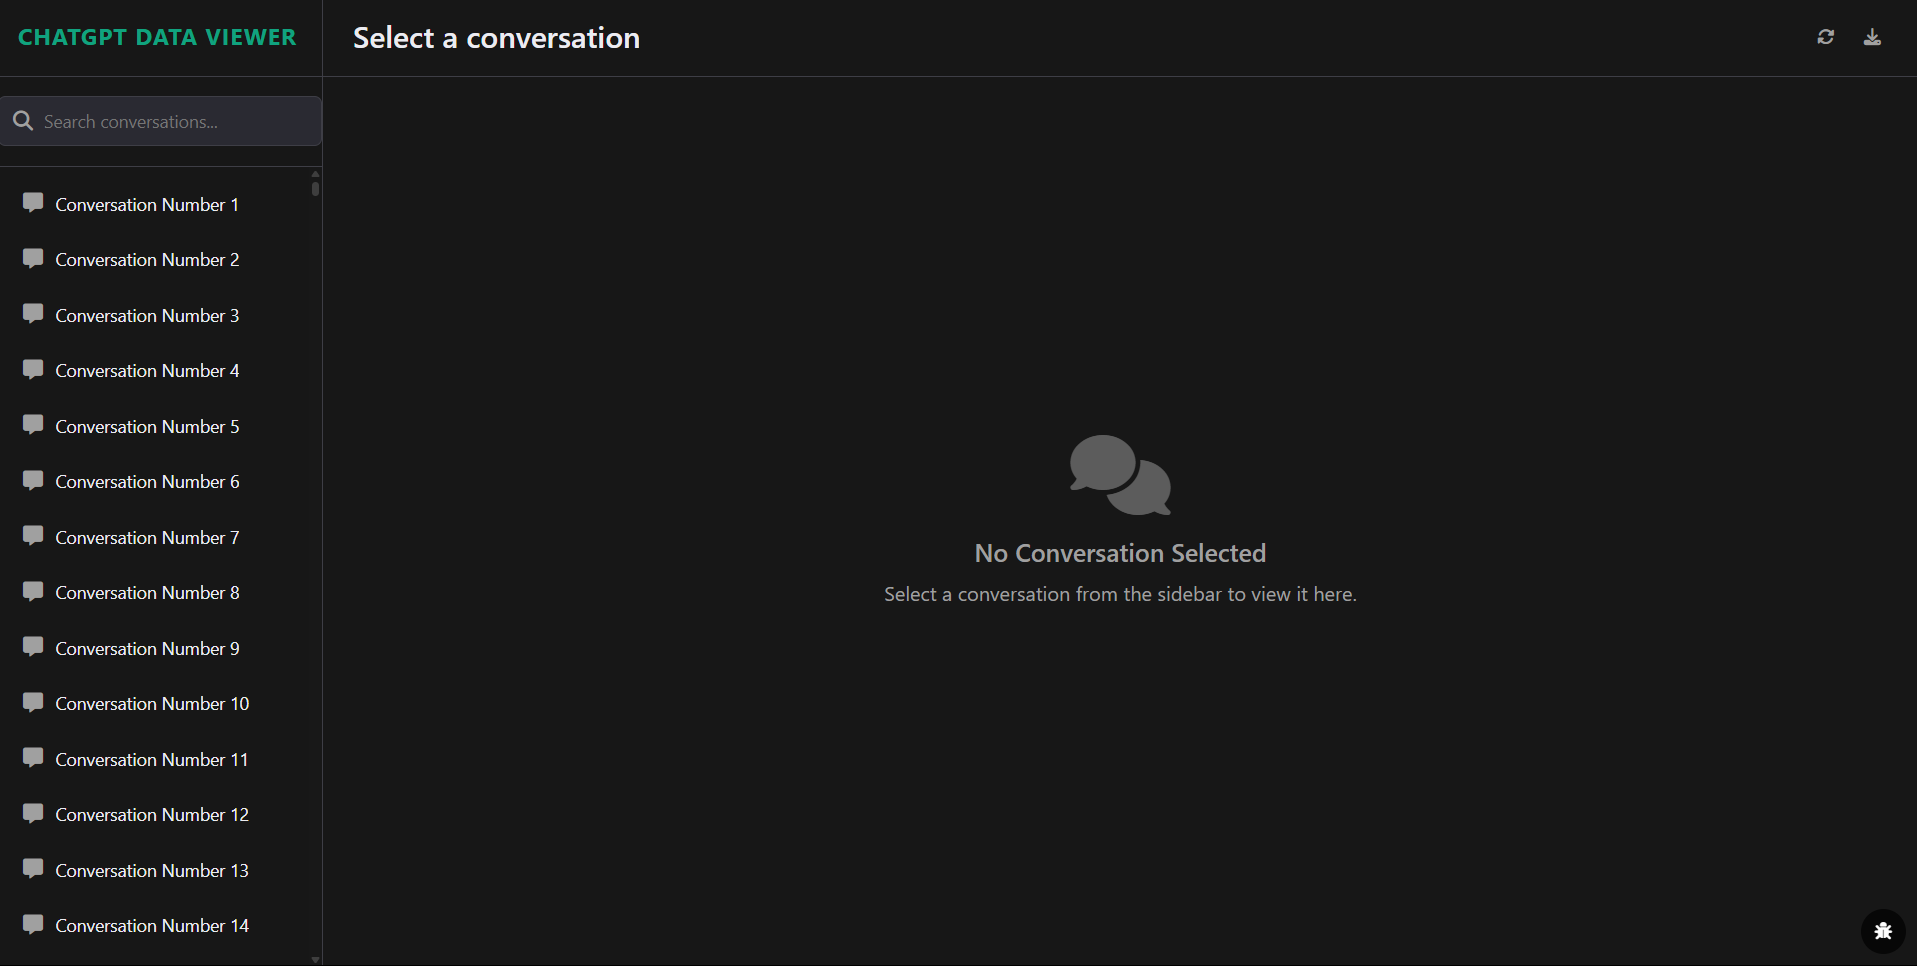 CHATGPT DATA VIEWER
Select a conversation
Search conversations...
Conversation Number 1
Conversation Number 2
Conversation Number 3
Conversation Number 4
Conversation Number 5
Conversation Number 6
Conversation Number 7
Conversation Number 8
Conversation Number 9
Conversation Number 10
Conversation Number 11
Conversation Number 12
Conversation Number 13
Conversation Number 14
No Conversation Selected
Select a conversation from the sidebar to view it here.